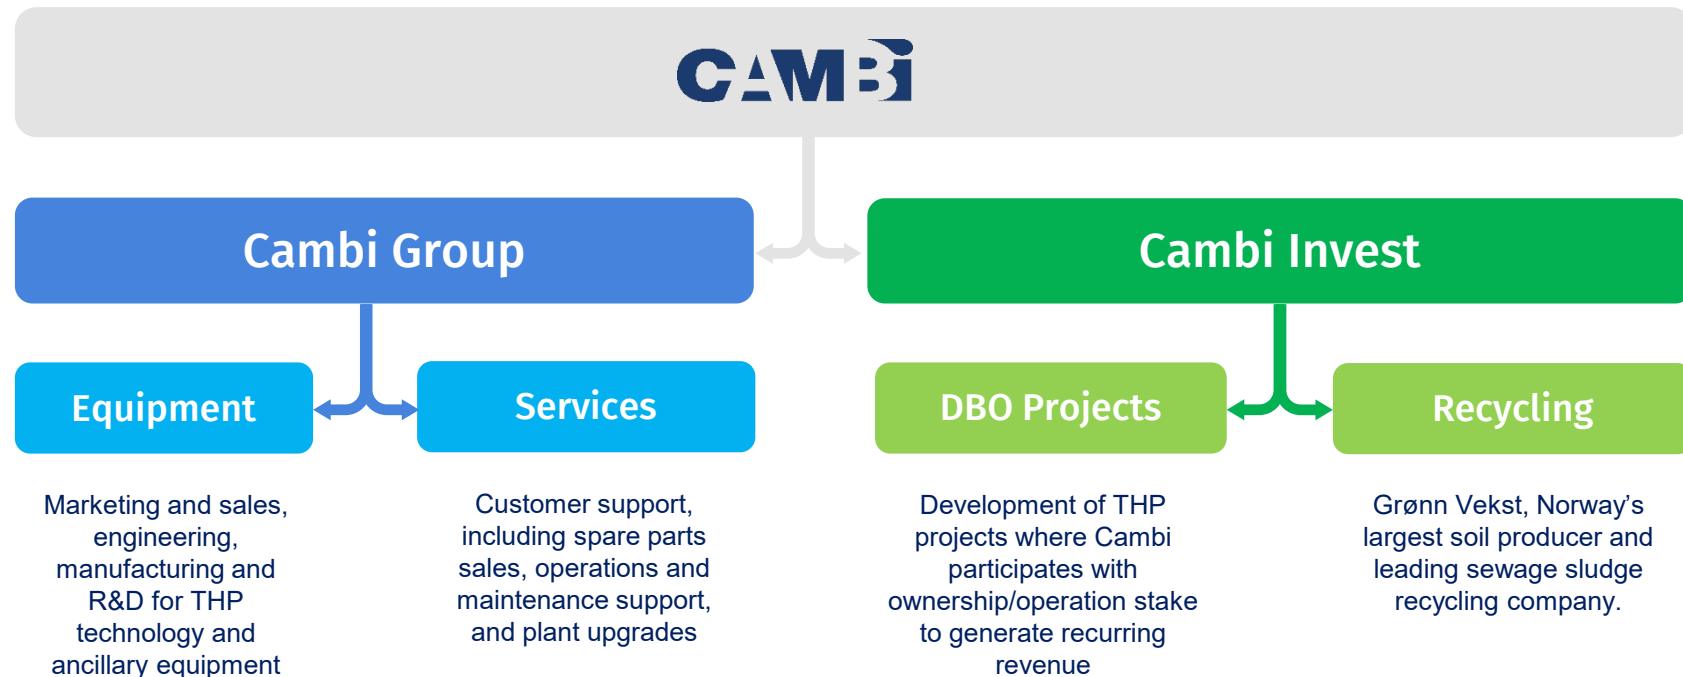 CAMBi
Cambi Group
Cambi Invest
Equipment
Services
DBO Projects
Recycling
Marketing and sales,
engineering,
manufacturing and
R&D for THP
technology and
ancillary equipment
Customer support,
including spare parts
sales, operations and
maintenance support,
and plant upgrades
Development of THP
projects where Cambi
participates with
ownership/operation stake
to generate recurring
revenue
Grønn Vekst, Norway’s
largest soil producer and
leading sewage sludge
recycling company.